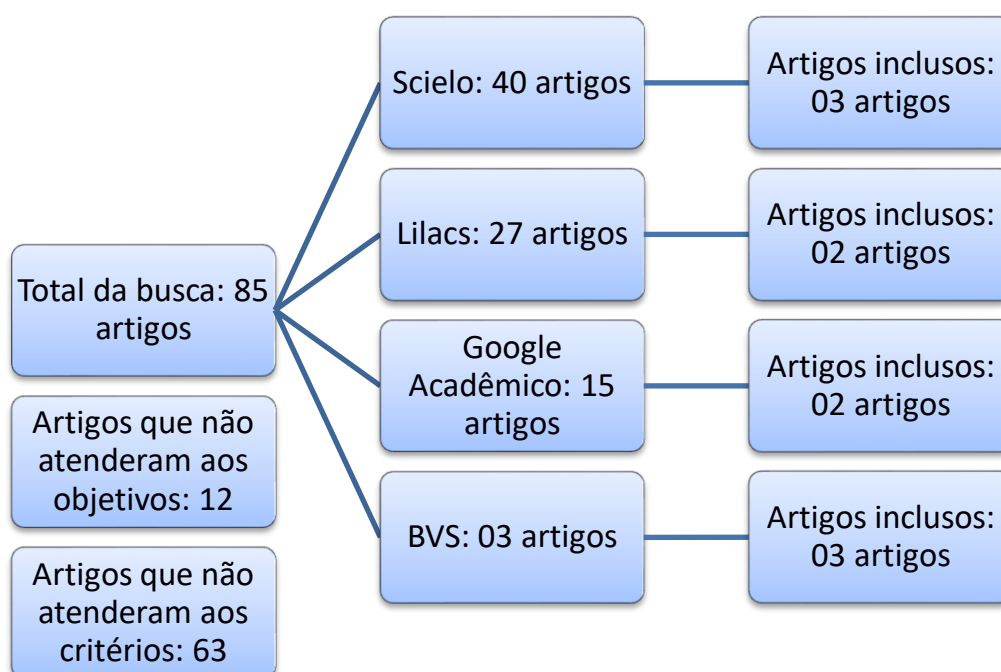 Total da busca: 85
artigos
Artigos que não
atenderam aos
objetivos: 12
Artigos que não
atenderam aos
critérios: 63
Scielo: 40 artigos
Artigos inclusos:
03 artigos
Lilacs: 27 artigos
Artigos inclusos:
02 artigos
Google
Acadêmico: 15
artigos
Artigos inclusos:
02 artigos
BVS: 03 artigos
Artigos inclusos:
03 artigos